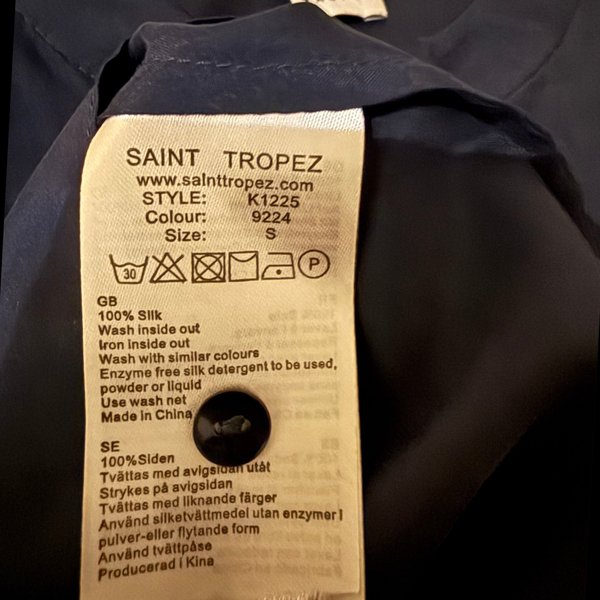 SAINT TROPEZ
www.sainttropez.com
STYLE: K1225
Colour: 9224
Size: S
30 P
GB
100% Silk
Wash inside out
Iron inside out
Wash with similar colours
Enzyme free silk detergent to be used,
powder or liquid
Use wash net
Made in China
SE
100%Siden
Tvättas med avigsidan utåt
Strykes på avigsidan
Tvättas med liknande färger
Använd silketvättmedel utan enzymer I
pulver-eller flytande form
Använd tvättpåse
Producerad i Kina